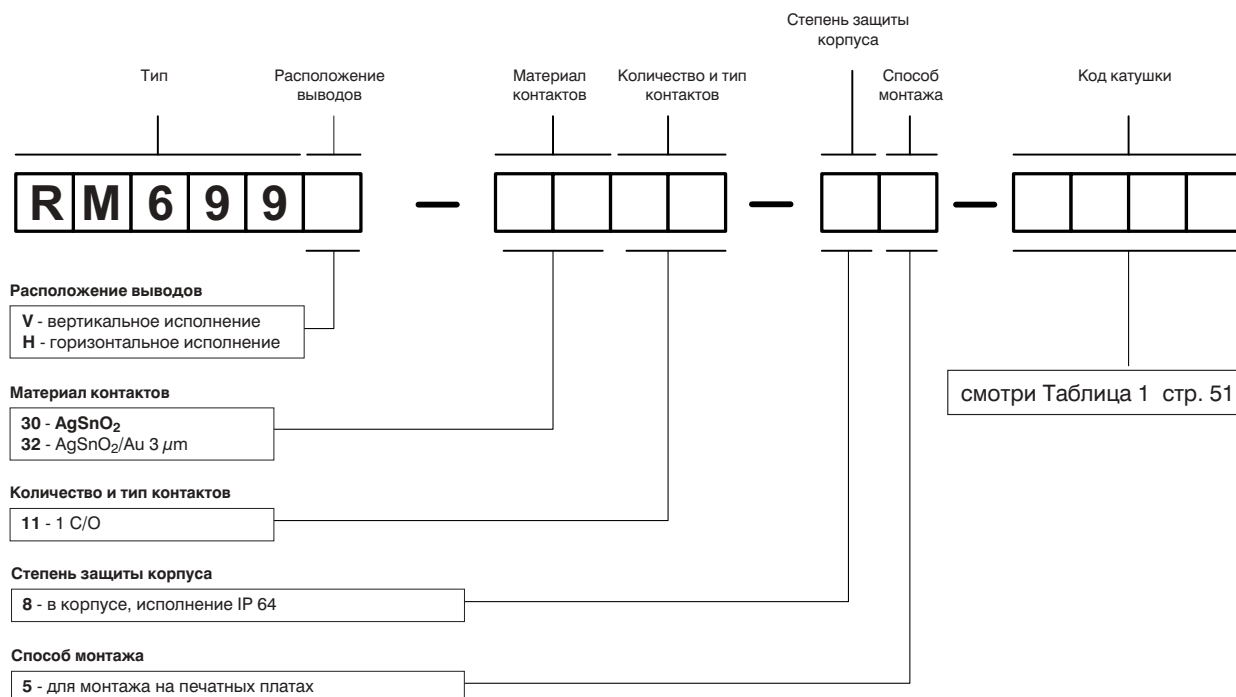 Степень защиты
корпуса
Тип
Расположение
выводов
Материал
контактов
Количество и тип
контактов
Способ
монтажа
Код катушки
R M 6 9 9
Расположение выводов
V - вертикальное исполнение
H - горизонтальное исполнение
смотри Таблица 1 стр. 51
Материал контактов
30 - AgSnO₂
32 - AgSnO₂/Au 3 µm
Количество и тип контактов
11 - 1 C/O
Степень защиты корпуса
8 - в корпусе, исполнение IP 64
Способ монтажа
5 - для монтажа на печатных платах